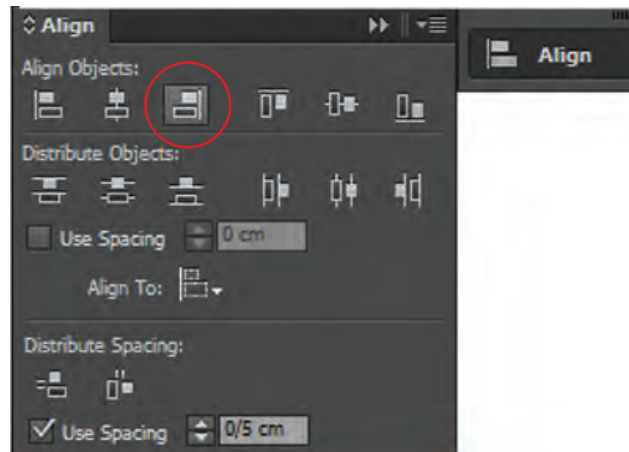 Align
Align
Align Objects:
Distribute Objects:
Use Spacing 0 cm
Align To:
Distribute Spacing:
Use Spacing 0/5 cm